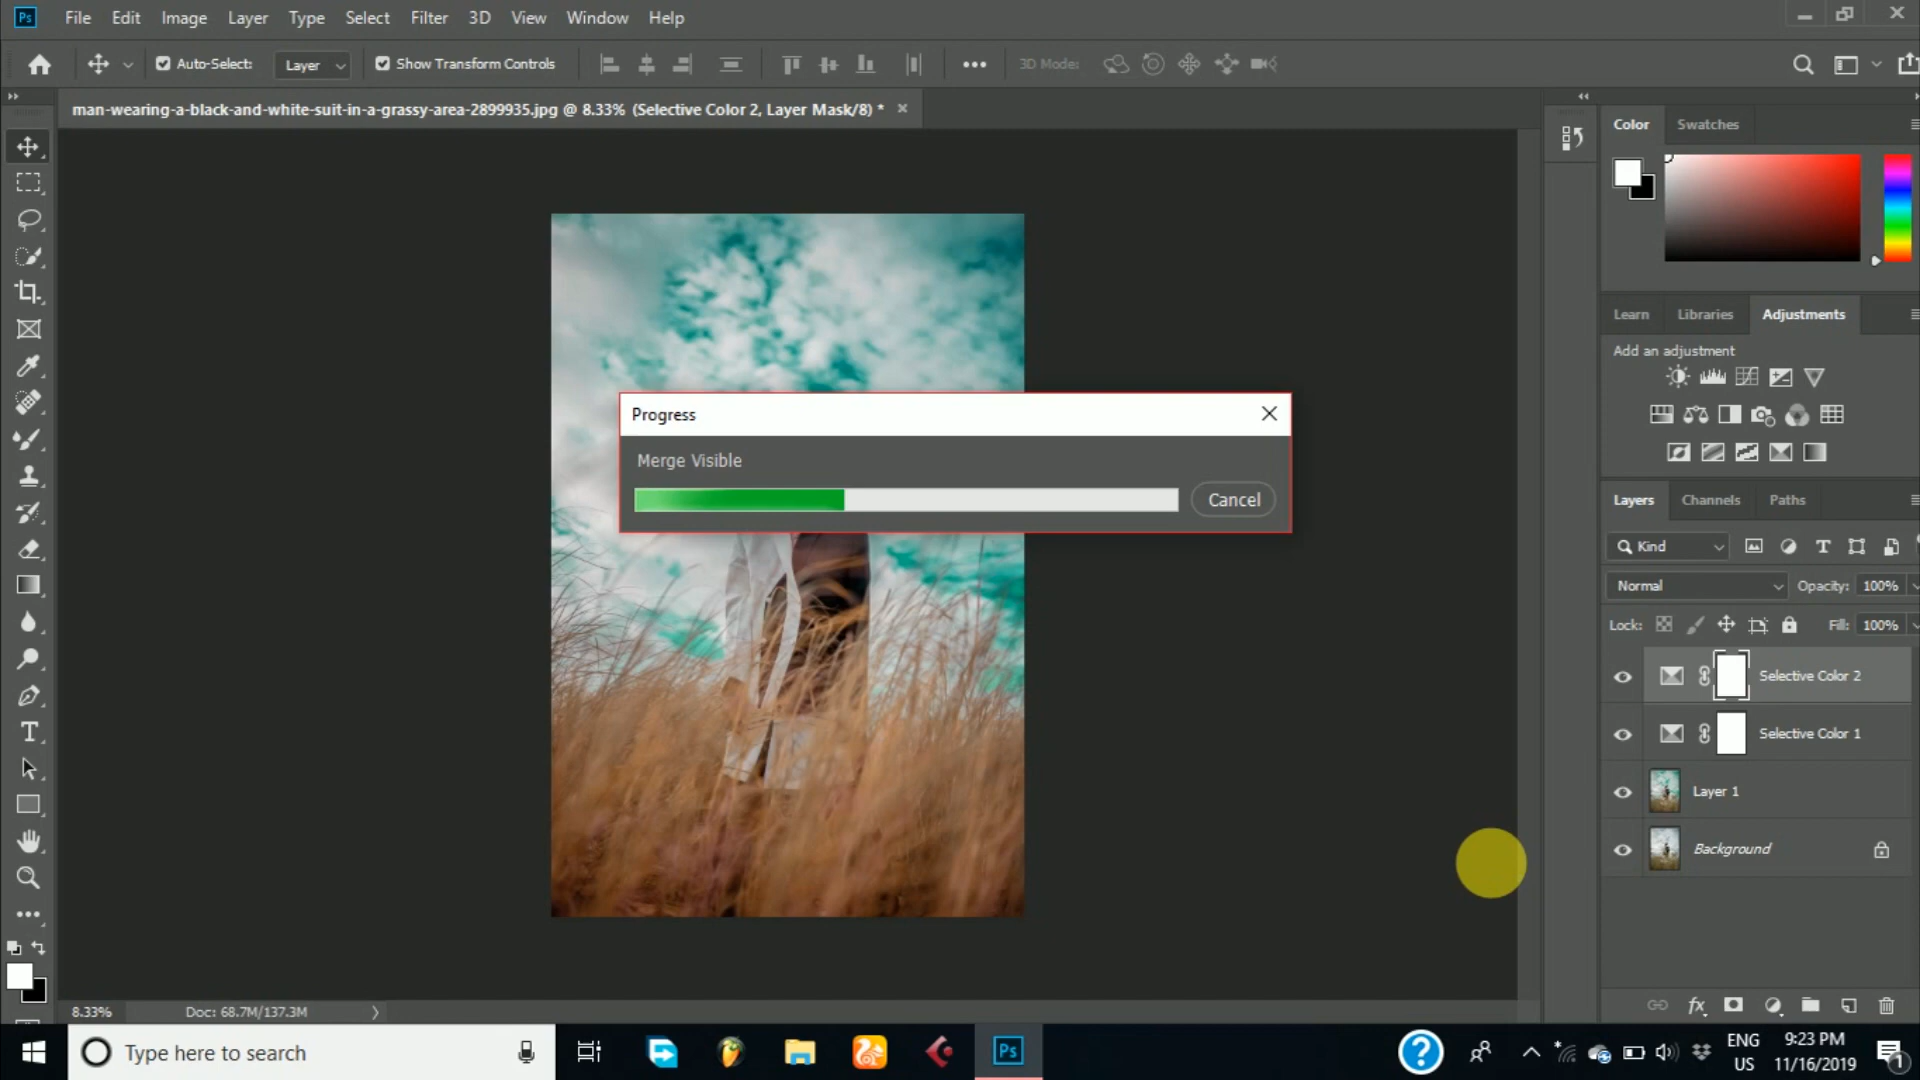 Ps File Edit Image Layer Type Select Filter 3D View Window Help
Auto-Select: Layer Show Transform Controls 3D Mode:
man-wearing-a-black-and-white-suit-in-a-grassy-area-2899935.jpg @ 8.33% (Selective Color 2, Layer Mask/8) *
Color Swatches
Learn Libraries Adjustments
Add an adjustment
Progress
Merge Visible
Cancel
Layers Channels Paths
Kind
Normal Opacity: 100%
Lock: Fill: 100%
Selective Color 2
Selective Color 1
Layer 1
Background
fx
8.33% Doc: 68.7M/137.3M
Type here to search
Ps
ENG
US
9:23 PM
11/16/2019
1